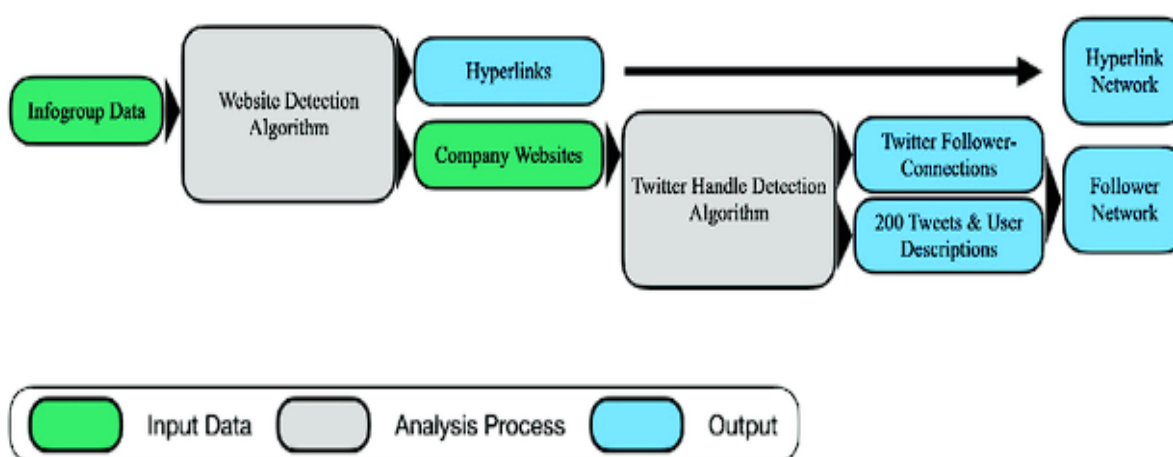 Infogroup Data
Website Detection
Algorithm
Hyperlinks
Company Websites
Twitter Handle Detection
Algorithm
Twitter Follower-
Connections
200 Tweets & User
Descriptions
Hyperlink
Network
Follower
Network
Input Data
Analysis Process
Output